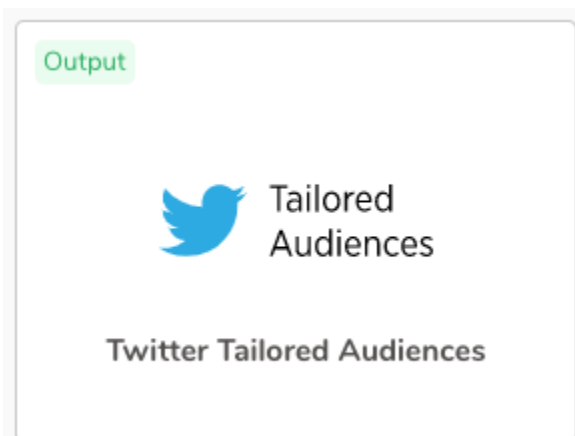 Output
Tailored
Audiences
Twitter Tailored Audiences